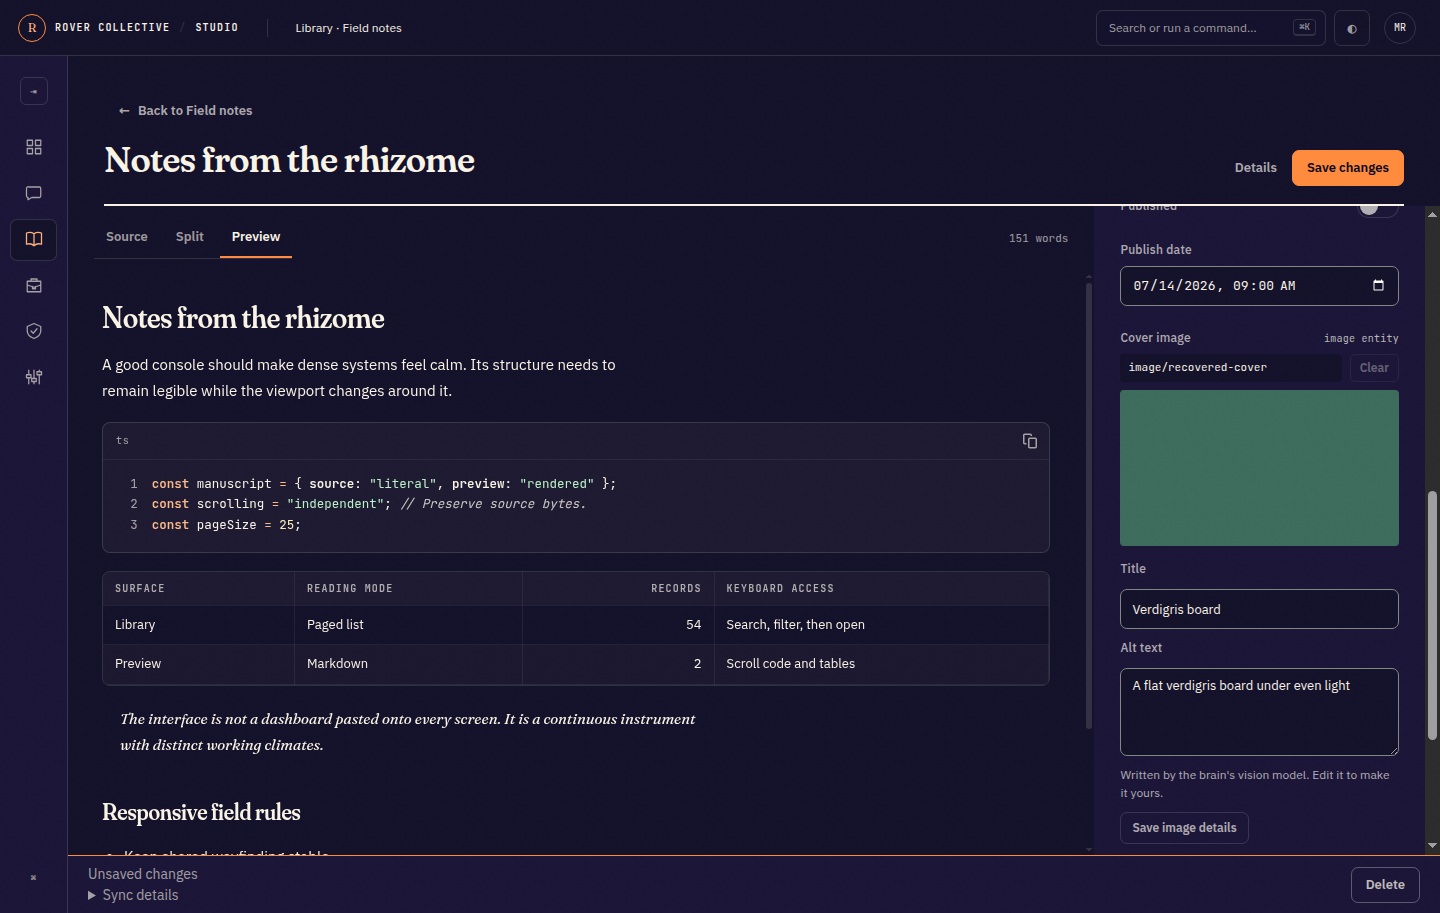 R ROVER COLLECTIVE / STUDIO
Library · Field notes
Search or run a command...
⌘K
MR
← Back to Field notes
Notes from the rhizome
Details
Save changes
Source
Split
Preview
151 words
Notes from the rhizome
A good console should make dense systems feel calm. Its structure needs to
remain legible while the viewport changes around it.
ts
1 const manuscript = { source: "literal", preview: "rendered" };
2 const scrolling = "independent"; // Preserve source bytes.
3 const pageSize = 25;
SURFACE READING MODE RECORDS KEYBOARD ACCESS
Library Paged list 54 Search, filter, then open
Preview Markdown 2 Scroll code and tables
The interface is not a dashboard pasted onto every screen. It is a continuous instrument
with distinct working climates.
Responsive field rules
Keep shared wayfinding stable
Published
Publish date
07/14/2026, 09:00 AM
Cover image
image entity
image/recovered-cover
Clear
Title
Verdigris board
Alt text
A flat verdigris board under even light
Written by the brain's vision model. Edit it to make
it yours.
Save image details
⌘
Unsaved changes
▶ Sync details
Delete